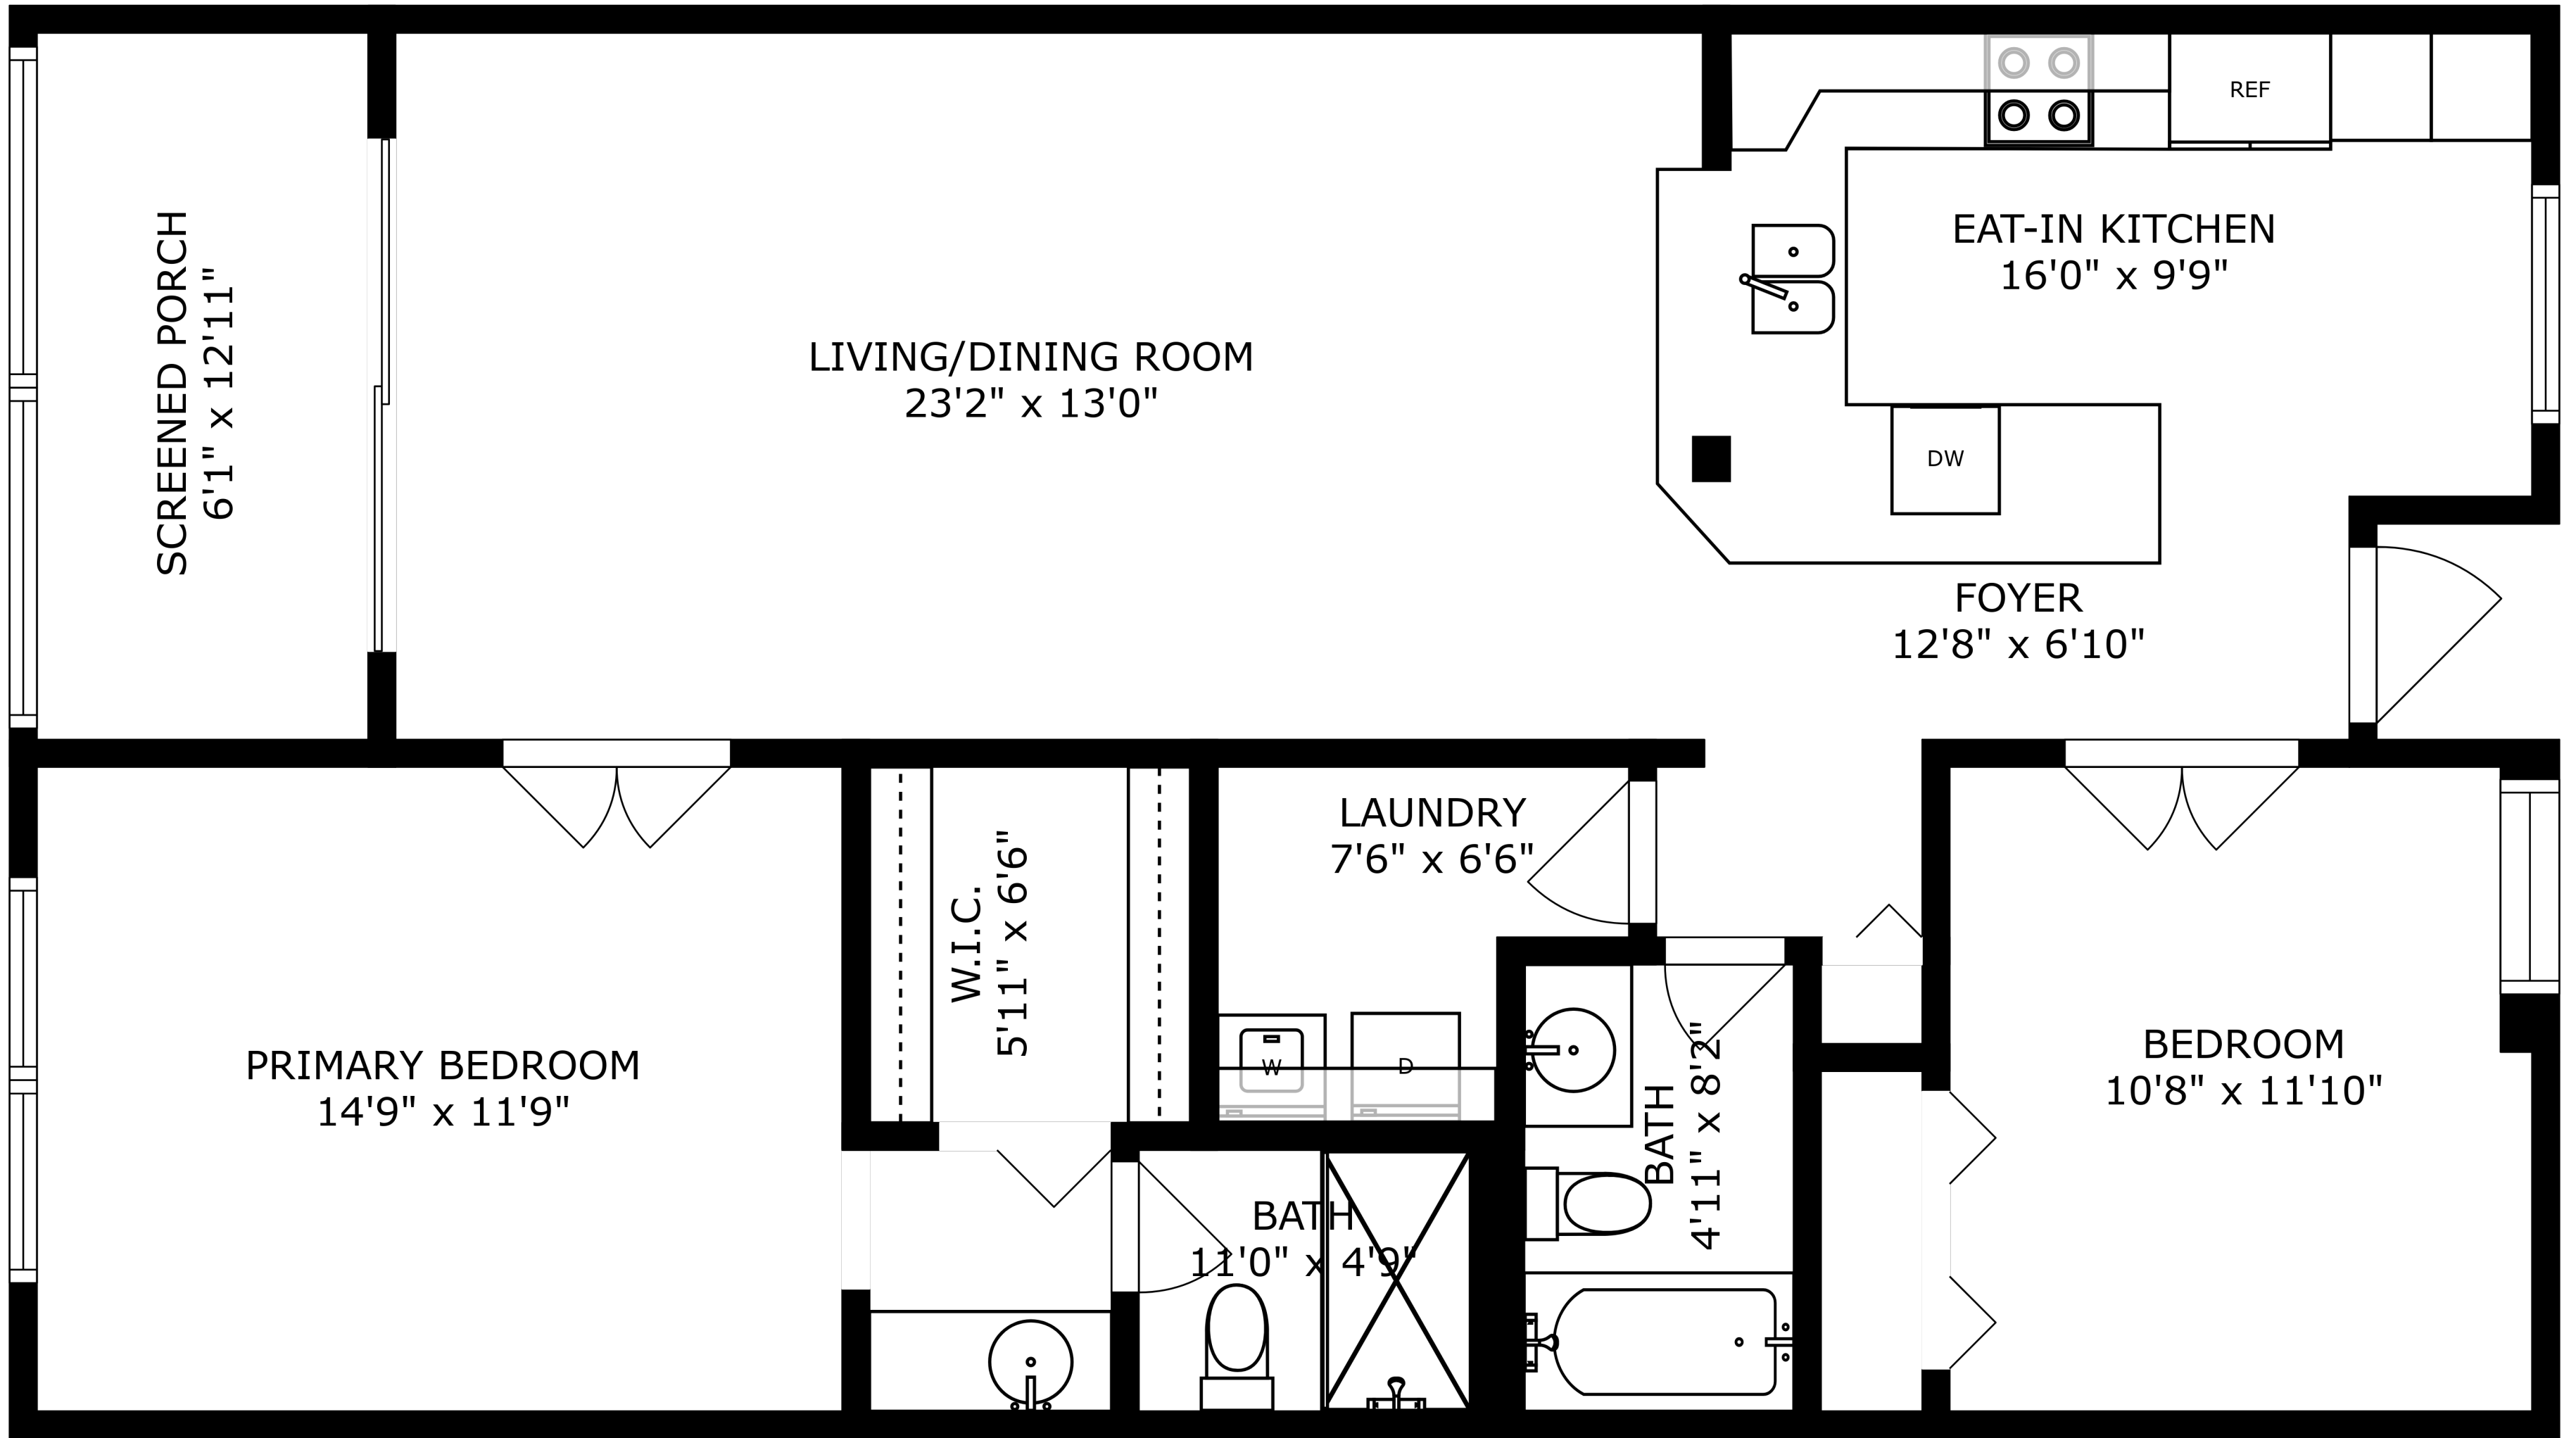 SCREENED PORCH
6'1" x 12'11"
LIVING/DINING ROOM
23'2" x 13'0"
REF
EAT-IN KITCHEN
16'0" x 9'9"
DW
FOYER
12'8" x 6'10"
PRIMARY BEDROOM
14'9" x 11'9"
W.I.C.
5'11" x 6'6"
LAUNDRY
7'6" x 6'6"
W
D
BATH
11'0" x 4'9"
BATH
4'11" x 8'2"
BEDROOM
10'8" x 11'10"